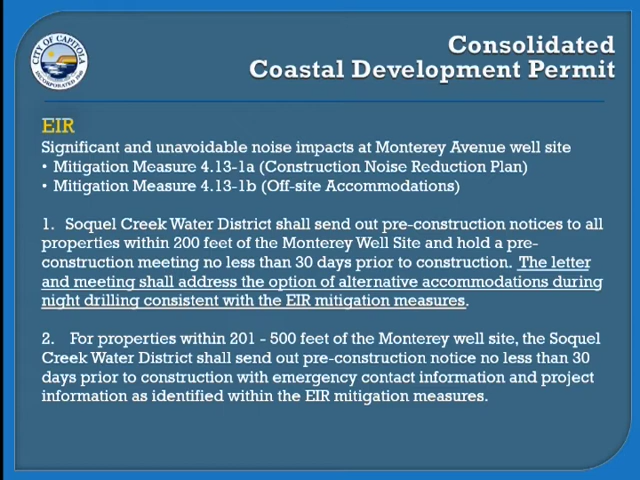 CITY OF CAPITOLA
INCORPORATED 1949
Consolidated
Coastal Development Permit
EIR
Significant and unavoidable noise impacts at Monterey Avenue well site
• Mitigation Measure 4.13-1a (Construction Noise Reduction Plan)
• Mitigation Measure 4.13-1b (Off-site Accommodations)
1. Soquel Creek Water District shall send out pre-construction notices to all
properties within 200 feet of the Monterey Well Site and hold a pre-
construction meeting no less than 30 days prior to construction. The letter
and meeting shall address the option of alternative accommodations during
night drilling consistent with the EIR mitigation measures.
2. For properties within 201 - 500 feet of the Monterey well site, the Soquel
Creek Water District shall send out pre-construction notice no less than 30
days prior to construction with emergency contact information and project
information as identified within the EIR mitigation measures.